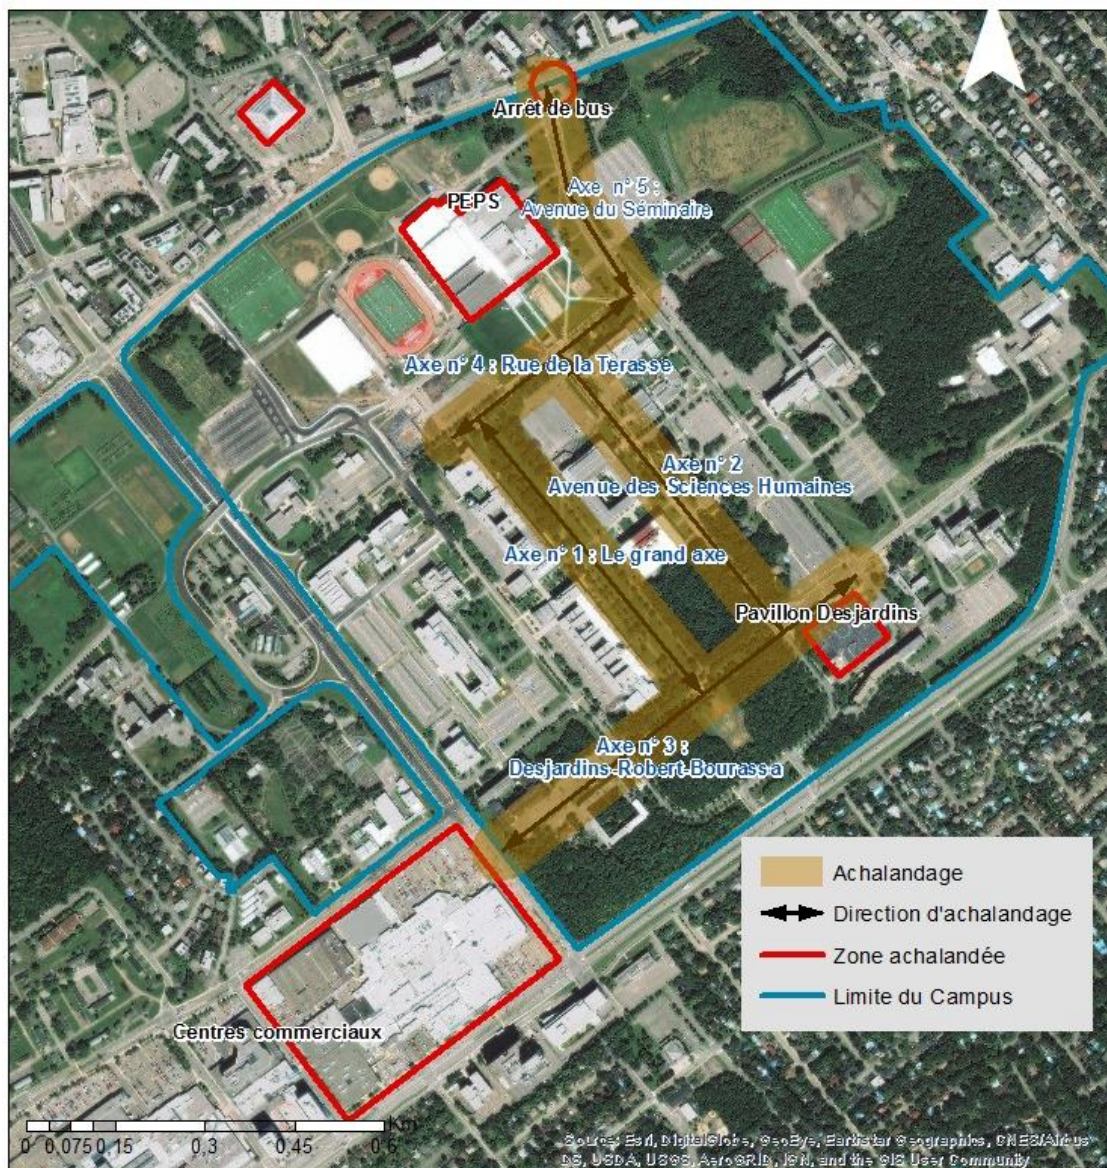 Arrêt de bus
PEPS
Axe n° 5 :
Avenue du Séminaire
Axe n° 4 : Rue de la Terasse
Axe n° 2
Avenue des Sciences Humaines
Axe n° 1 : Le grand axe
Pavillon Desjardins
Axe n° 3 :
Desjardins-Robert-Bourassa
Centres commerciaux
Achalandage
Direction d'achalandage
Zone achalandée
Limite du Campus
Km
0 0,075 0,15 0,3 0,45 0,6
Source: Esri, DigitalGlobe, GeoEye, Earthstar Geographics, CNES/Airbus
DS, USDA, USGS, AeroGRID, IGN, and the GIS User Community